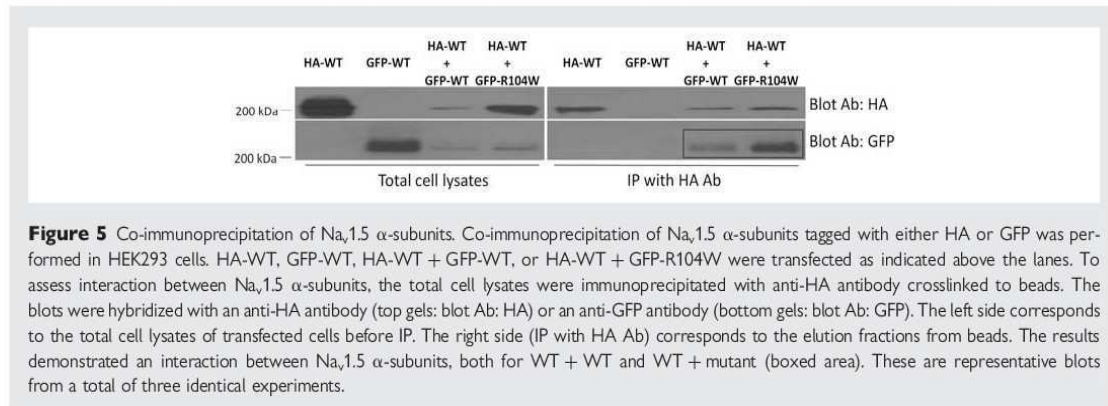 HA-WT GFP-WT HA-WT + GFP-WT HA-WT + GFP-R104W HA-WT GFP-WT HA-WT + GFP-WT HA-WT + GFP-R104W
200 kDa Blot Ab: HA
Blot Ab: GFP
200 kDa
Total cell lysates IP with HA Ab
Figure 5 Co-immunoprecipitation of Nav1.5 α-subunits. Co-immunoprecipitation of Nav1.5 α-subunits tagged with either HA or GFP was per-
formed in HEK293 cells. HA-WT, GFP-WT, HA-WT + GFP-WT, or HA-WT + GFP-R104W were transfected as indicated above the lanes. To
assess interaction between Nav1.5 α-subunits, the total cell lysates were immunoprecipitated with anti-HA antibody crosslinked to beads. The
blots were hybridized with an anti-HA antibody (top gels: blot Ab: HA) or an anti-GFP antibody (bottom gels: blot Ab: GFP). The left side corresponds
to the total cell lysates of transfected cells before IP. The right side (IP with HA Ab) corresponds to the elution fractions from beads. The results
demonstrated an interaction between Nav1.5 α-subunits, both for WT + WT and WT + mutant (boxed area). These are representative blots
from a total of three identical experiments.